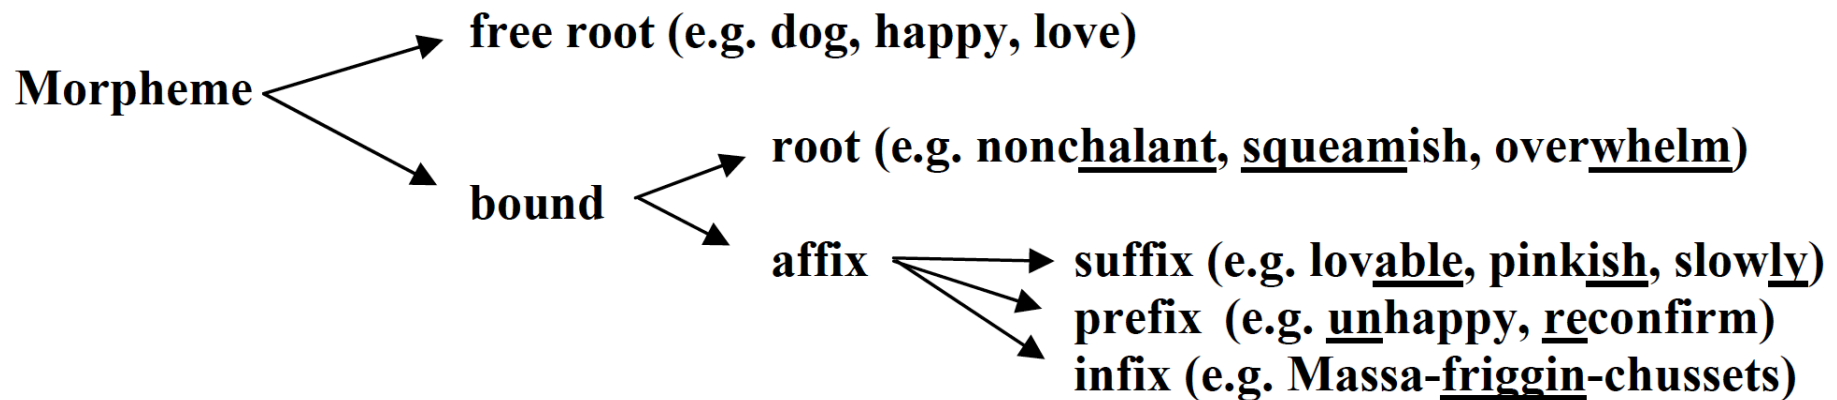 free root (e.g. dog, happy, love)
Morpheme
root (e.g. nonchalant, squeamish, overwhelm)
bound
affix
suffix (e.g. lovable, pinkish, slowly)
prefix (e.g. unhappy, reconfirm)
infix (e.g. Massa-friggin-chussets)